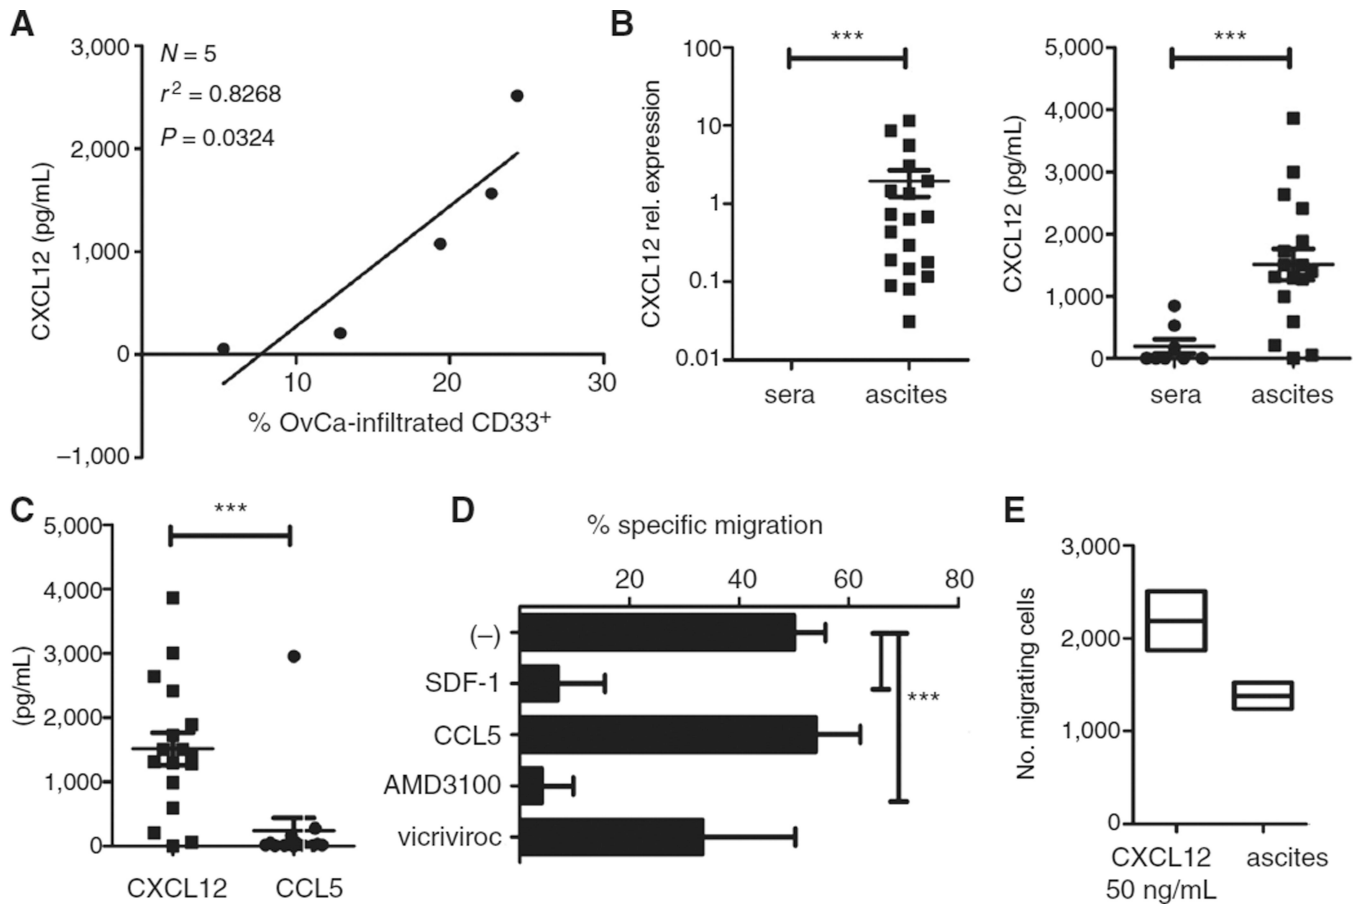 A
3,000
2,000
1,000
0
–1,000
CXCL12 (pg/mL)
N = 5
r² = 0.8268
P = 0.0324
10 20 30
% OvCa-infiltrated CD33⁺
B
CXCL12 rel. expression
100
10
1
0.1
0.01
***
sera ascites
CXCL12 (pg/mL)
5,000
4,000
3,000
2,000
1,000
0
***
sera ascites
C
(pg/mL)
5,000
4,000
3,000
2,000
1,000
0
***
CXCL12 CCL5
D
% specific migration
20 40 60 80
(–)
SDF-1
CCL5
AMD3100
vicriviroc
***
E
No. migrating cells
3,000
2,000
1,000
0
CXCL12 ascites
50 ng/mL